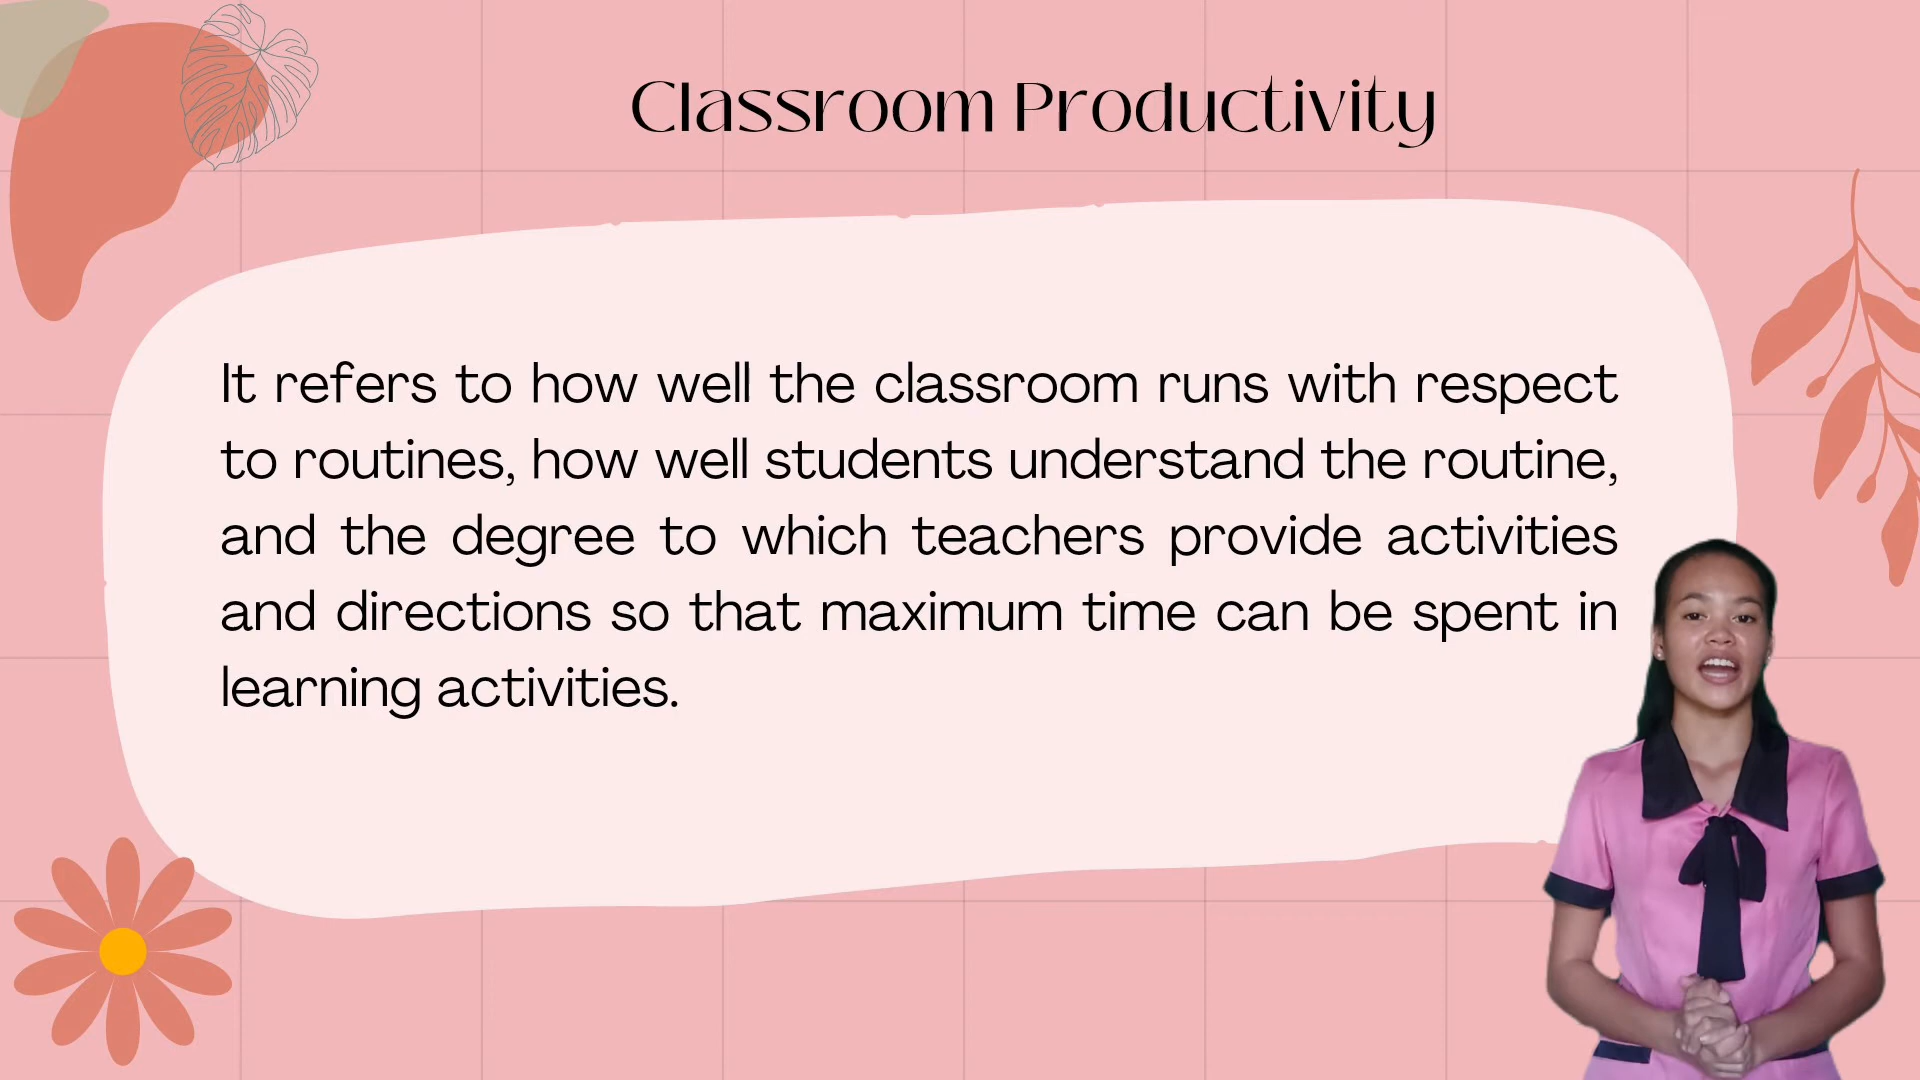 Classroom Productivity
It refers to how well the classroom runs with respect
to routines, how well students understand the routine,
and the degree to which teachers provide activities
and directions so that maximum time can be spent in
learning activities.